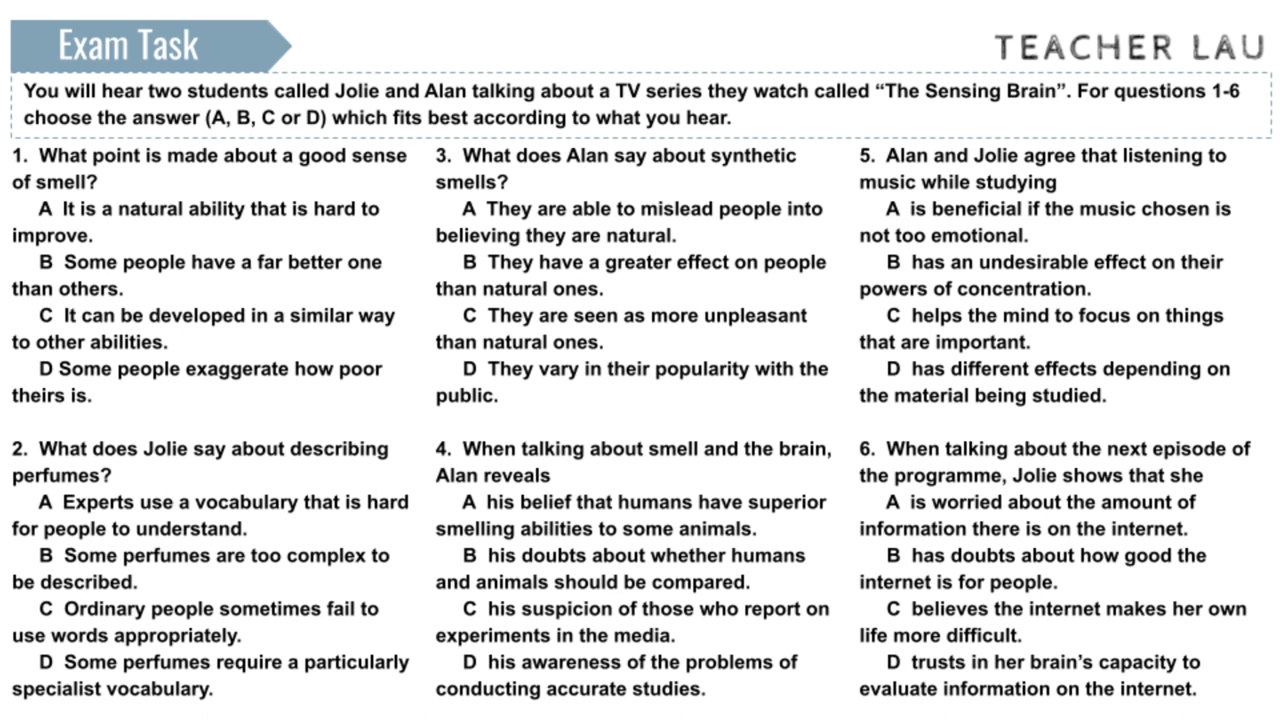 Exam Task
TEACHER LAU
You will hear two students called Jolie and Alan talking about a TV series they watch called “The Sensing Brain”. For questions 1-6
choose the answer (A, B, C or D) which fits best according to what you hear.
1. What point is made about a good sense
of smell?
A It is a natural ability that is hard to
improve.
B Some people have a far better one
than others.
C It can be developed in a similar way
to other abilities.
D Some people exaggerate how poor
theirs is.
2. What does Jolie say about describing
perfumes?
A Experts use a vocabulary that is hard
for people to understand.
B Some perfumes are too complex to
be described.
C Ordinary people sometimes fail to
use words appropriately.
D Some perfumes require a particularly
specialist vocabulary.
3. What does Alan say about synthetic
smells?
A They are able to mislead people into
believing they are natural.
B They have a greater effect on people
than natural ones.
C They are seen as more unpleasant
than natural ones.
D They vary in their popularity with the
public.
4. When talking about smell and the brain,
Alan reveals
A his belief that humans have superior
smelling abilities to some animals.
B his doubts about whether humans
and animals should be compared.
C his suspicion of those who report on
experiments in the media.
D his awareness of the problems of
conducting accurate studies.
5. Alan and Jolie agree that listening to
music while studying
A is beneficial if the music chosen is
not too emotional.
B has an undesirable effect on their
powers of concentration.
C helps the mind to focus on things
that are important.
D has different effects depending on
the material being studied.
6. When talking about the next episode of
the programme, Jolie shows that she
A is worried about the amount of
information there is on the internet.
B has doubts about how good the
internet is for people.
C believes the internet makes her own
life more difficult.
D trusts in her brain’s capacity to
evaluate information on the internet.